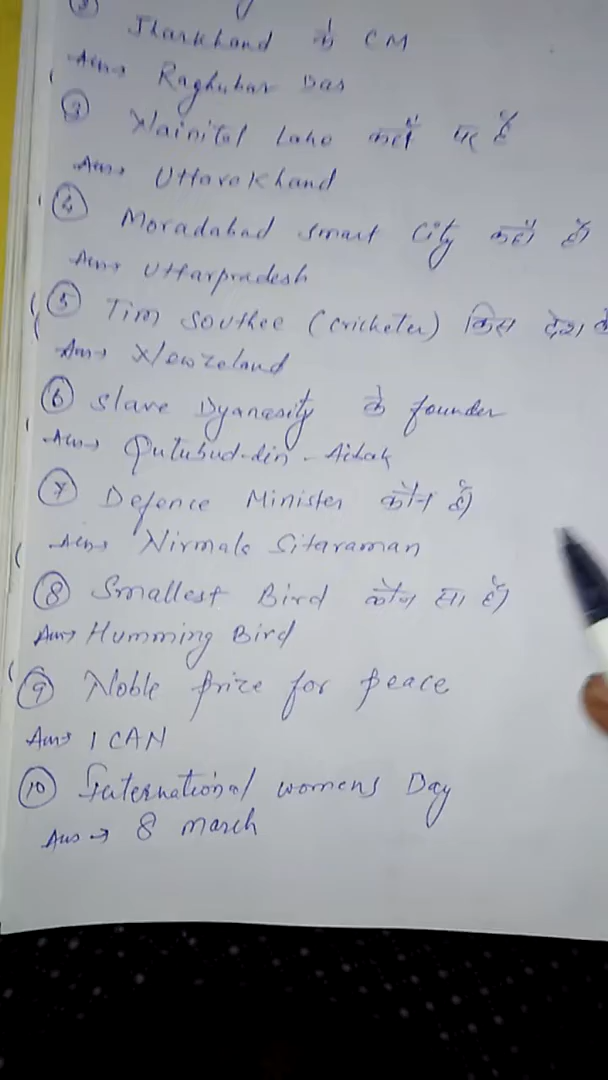 ② Jharkhand के CM
Ans→ Raghubar Das
③ Nainital Lake कहाँ पर है
Ans→ Uttarakhand
④ Moradabad smart City कहाँ है
Ans→ Uttarpradesh
⑤ Tim Southee (cricketer) किस देश के
Ans→ Newzeland
⑥ Slave Dyanasity के founder
Ans→ Qutubud-din-Aibak
⑦ Defence Minister कौन है
Ans→ Nirmala Sitaraman
⑧ Smallest Bird कौन सा है
Ans→ Humming Bird
⑨ Noble prize for peace
Ans→ ICAN
⑩ International womens Day
Ans→ 8 march